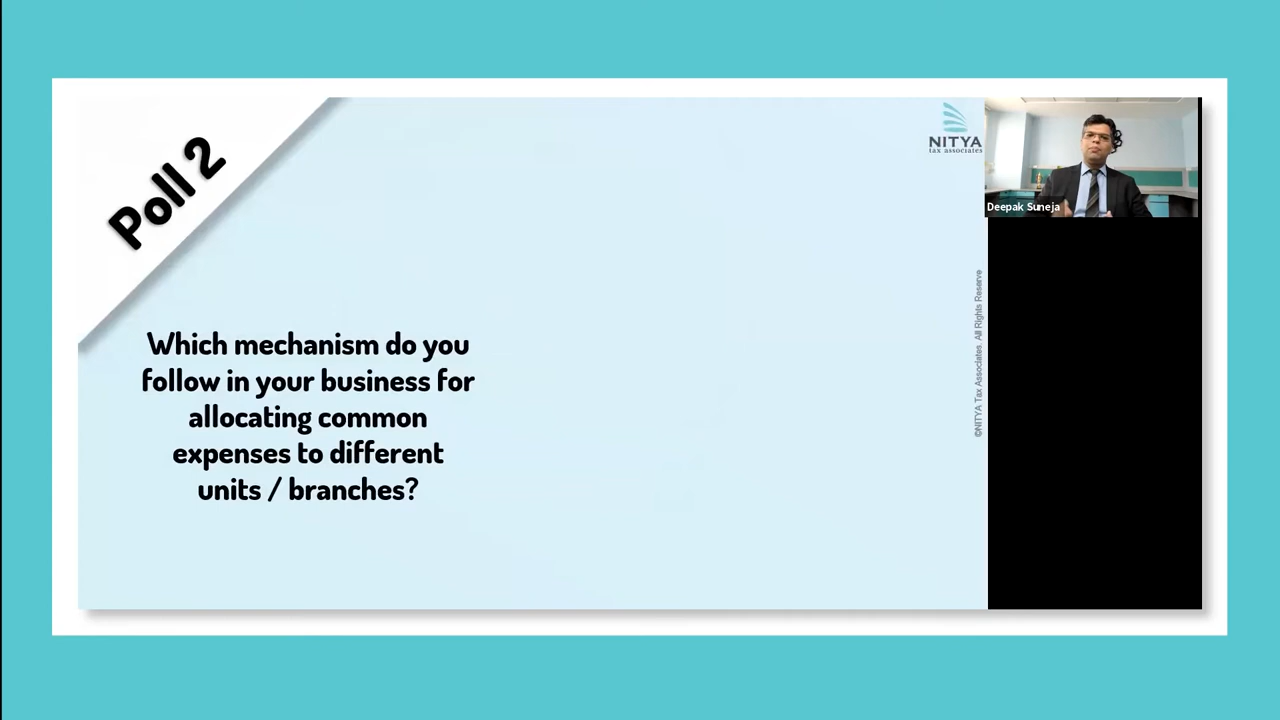 Poll 2
NITYA
tax associates
Deepak Suneja
Which mechanism do you
follow in your business for
allocating common
expenses to different
units / branches?
©NITYA Tax Associates. All Rights Reserve